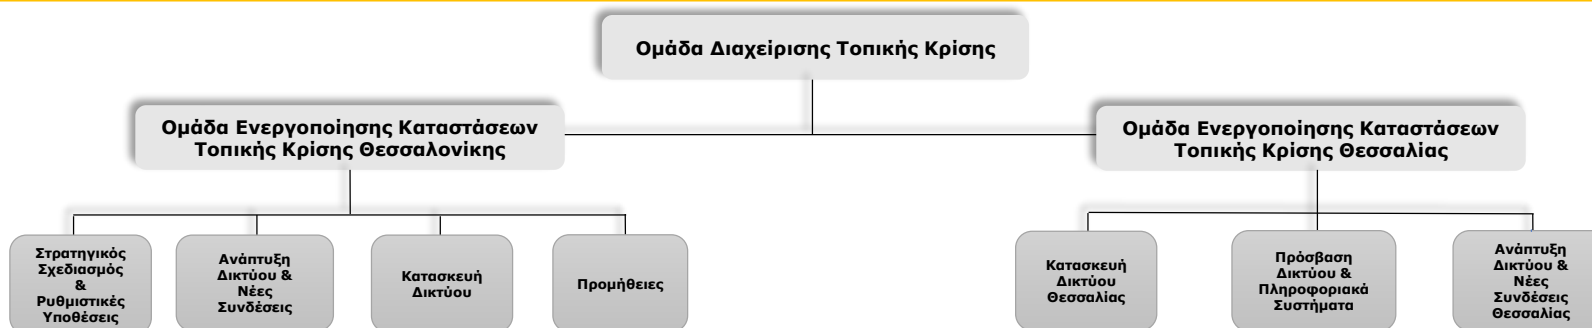 Ομάδα Διαχείρισης Τοπικής Κρίσης
Ομάδα Ενεργοποίησης Καταστάσεων
Τοπικής Κρίσης Θεσσαλονίκης
Ομάδα Ενεργοποίησης Καταστάσεων
Τοπικής Κρίσης Θεσσαλίας
Στρατηγικός
Σχεδιασμός
&
Ρυθμιστικές
Υποθέσεις
Ανάπτυξη
Δικτύου &
Νέες
Συνδέσεις
Κατασκευή
Δικτύου
Προμήθειες
Κατασκευή
Δικτύου
Θεσσαλίας
Πρόσβαση
Δικτύου &
Πληροφοριακά
Συστήματα
Ανάπτυξη
Δικτύου &
Νέες
Συνδέσεις
Θεσσαλίας